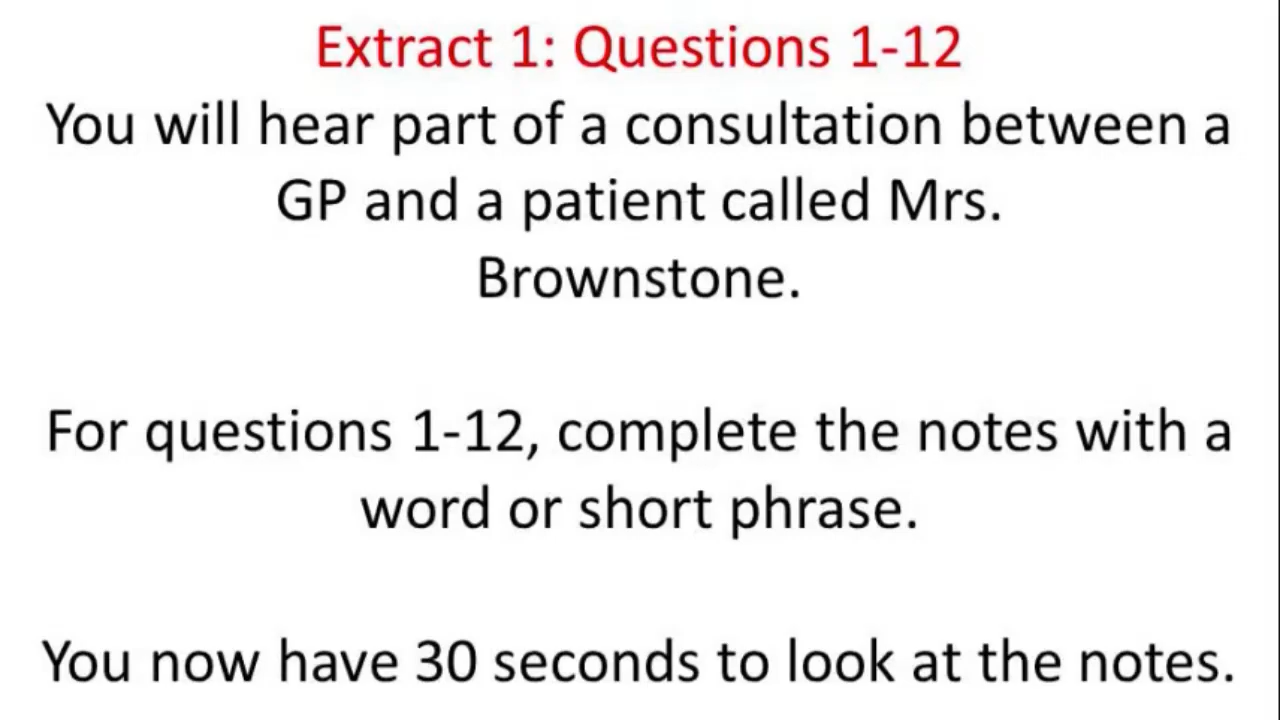 Extract 1: Questions 1-12
You will hear part of a consultation between a
GP and a patient called Mrs.
Brownstone.
For questions 1-12, complete the notes with a
word or short phrase.
You now have 30 seconds to look at the notes.